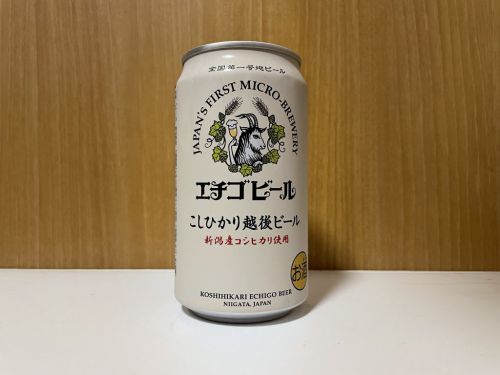 全国第一号地ビール
JAPAN'S FIRST MICRO-BREWERY
エチゴビール
こしひかり越後ビール
新潟産コシヒカリ使用
お酒
KOSHIHIKARI ECHIGO BEER
NIIGATA, JAPAN